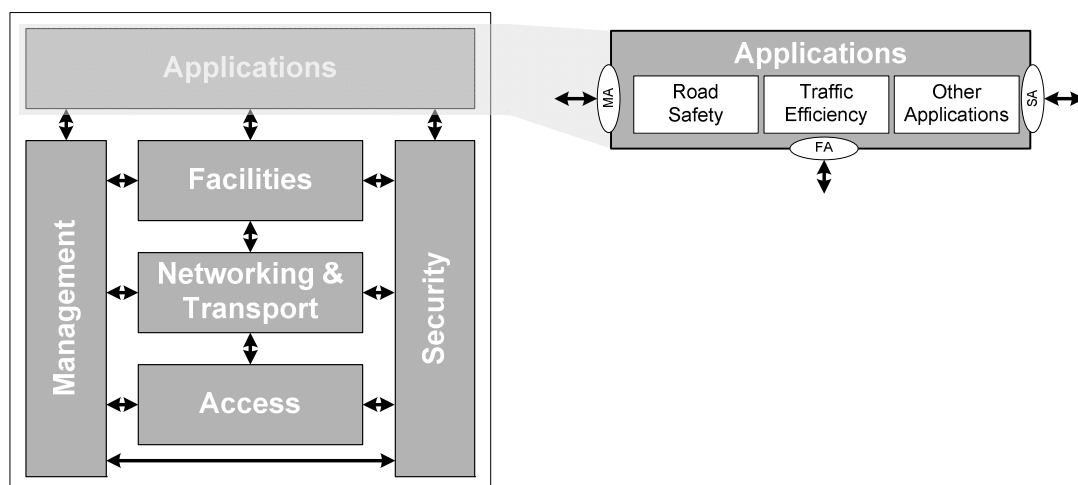 Applications
Facilities
Networking &
Transport
Access
Management
Security
Applications
Road
Safety
Traffic
Efficiency
Other
Applications
MA
SA
FA